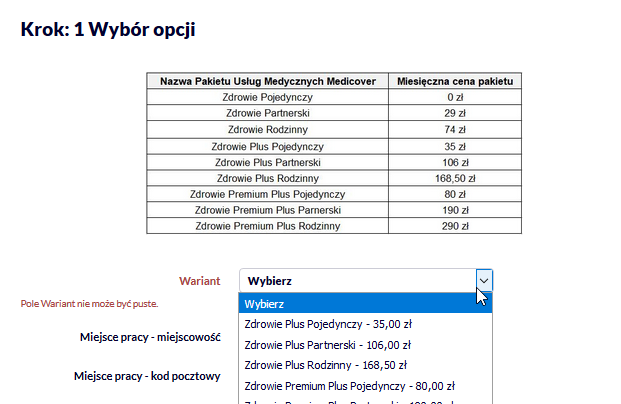 Krok: 1 Wybór opcji
Nazwa Pakietu Usług Medycznych Medicover Miesięczna cena pakietu
Zdrowie Pojedynczy 0 zł
Zdrowie Partnerski 29 zł
Zdrowie Rodzinny 74 zł
Zdrowie Plus Pojedynczy 35 zł
Zdrowie Plus Partnerski 106 zł
Zdrowie Plus Rodzinny 168,50 zł
Zdrowie Premium Plus Pojedynczy 80 zł
Zdrowie Premium Plus Parnerski 190 zł
Zdrowie Premium Plus Rodzinny 290 zł
Wariant Wybierz
Pole Wariant nie może być puste.
Wybierz
Zdrowie Plus Pojedynczy - 35,00 zł
Miejsce pracy - miejscowość
Zdrowie Plus Partnerski - 106,00 zł
Zdrowie Plus Rodzinny - 168,50 zł
Miejsce pracy - kod pocztowy
Zdrowie Premium Plus Pojedynczy - 80,00 zł